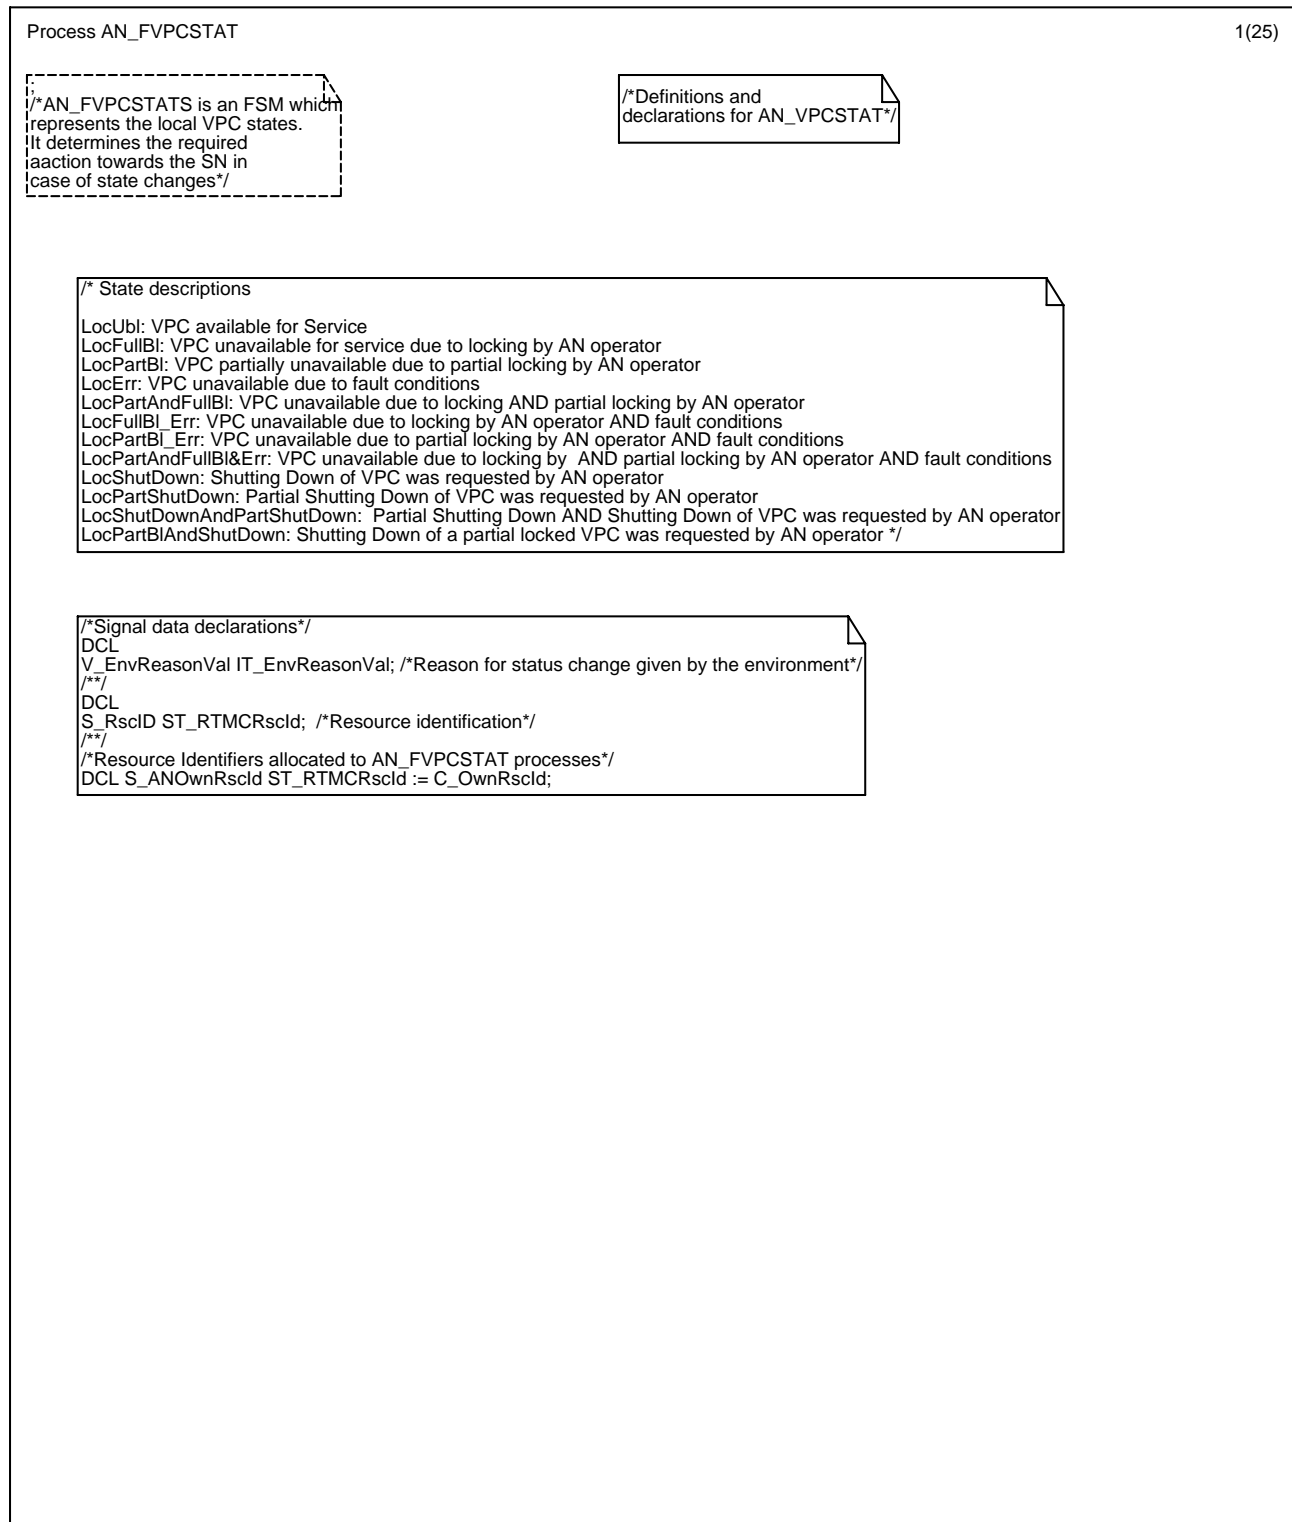 Process AN_FVPCSTAT
1(25)
;
/*AN_FVPCSTATS is an FSM which
represents the local VPC states.
It determines the required
aaction towards the SN in
case of state changes*/
/*Definitions and
declarations for AN_VPCSTAT*/
/* State descriptions
LocUbl: VPC available for Service
LocFullBl: VPC unavailable for service due to locking by AN operator
LocPartBl: VPC partially unavailable due to partial locking by AN operator
LocErr: VPC unavailable due to fault conditions
LocPartAndFullBl: VPC unavailable due to locking AND partial locking by AN operator
LocFullBl_Err: VPC unavailable due to locking by AN operator AND fault conditions
LocPartBl_Err: VPC unavailable due to partial locking by AN operator AND fault conditions
LocPartAndFullBl&Err: VPC unavailable due to locking by  AND partial locking by AN operator AND fault conditions
LocShutDown: Shutting Down of VPC was requested by AN operator
LocPartShutDown: Partial Shutting Down of VPC was requested by AN operator
LocShutDownAndPartShutDown:  Partial Shutting Down AND Shutting Down of VPC was requested by AN operator
LocPartBlAndShutDown: Shutting Down of a partial locked VPC was requested by AN operator */
/*Signal data declarations*/
DCL
V_EnvReasonVal IT_EnvReasonVal; /*Reason for status change given by the environment*/
/**/
DCL
S_RscID ST_RTMCRscId;  /*Resource identification*/
/**/
/*Resource Identifiers allocated to AN_FVPCSTAT processes*/
DCL S_ANOwnRscId ST_RTMCRscId := C_OwnRscId;